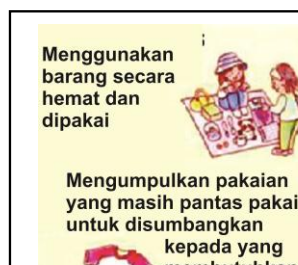 Menggunakan
barang secara
hemat dan
dipakai
Mengumpulkan pakaian
yang masih pantas pakai
untuk disumbangkan
kepada yang